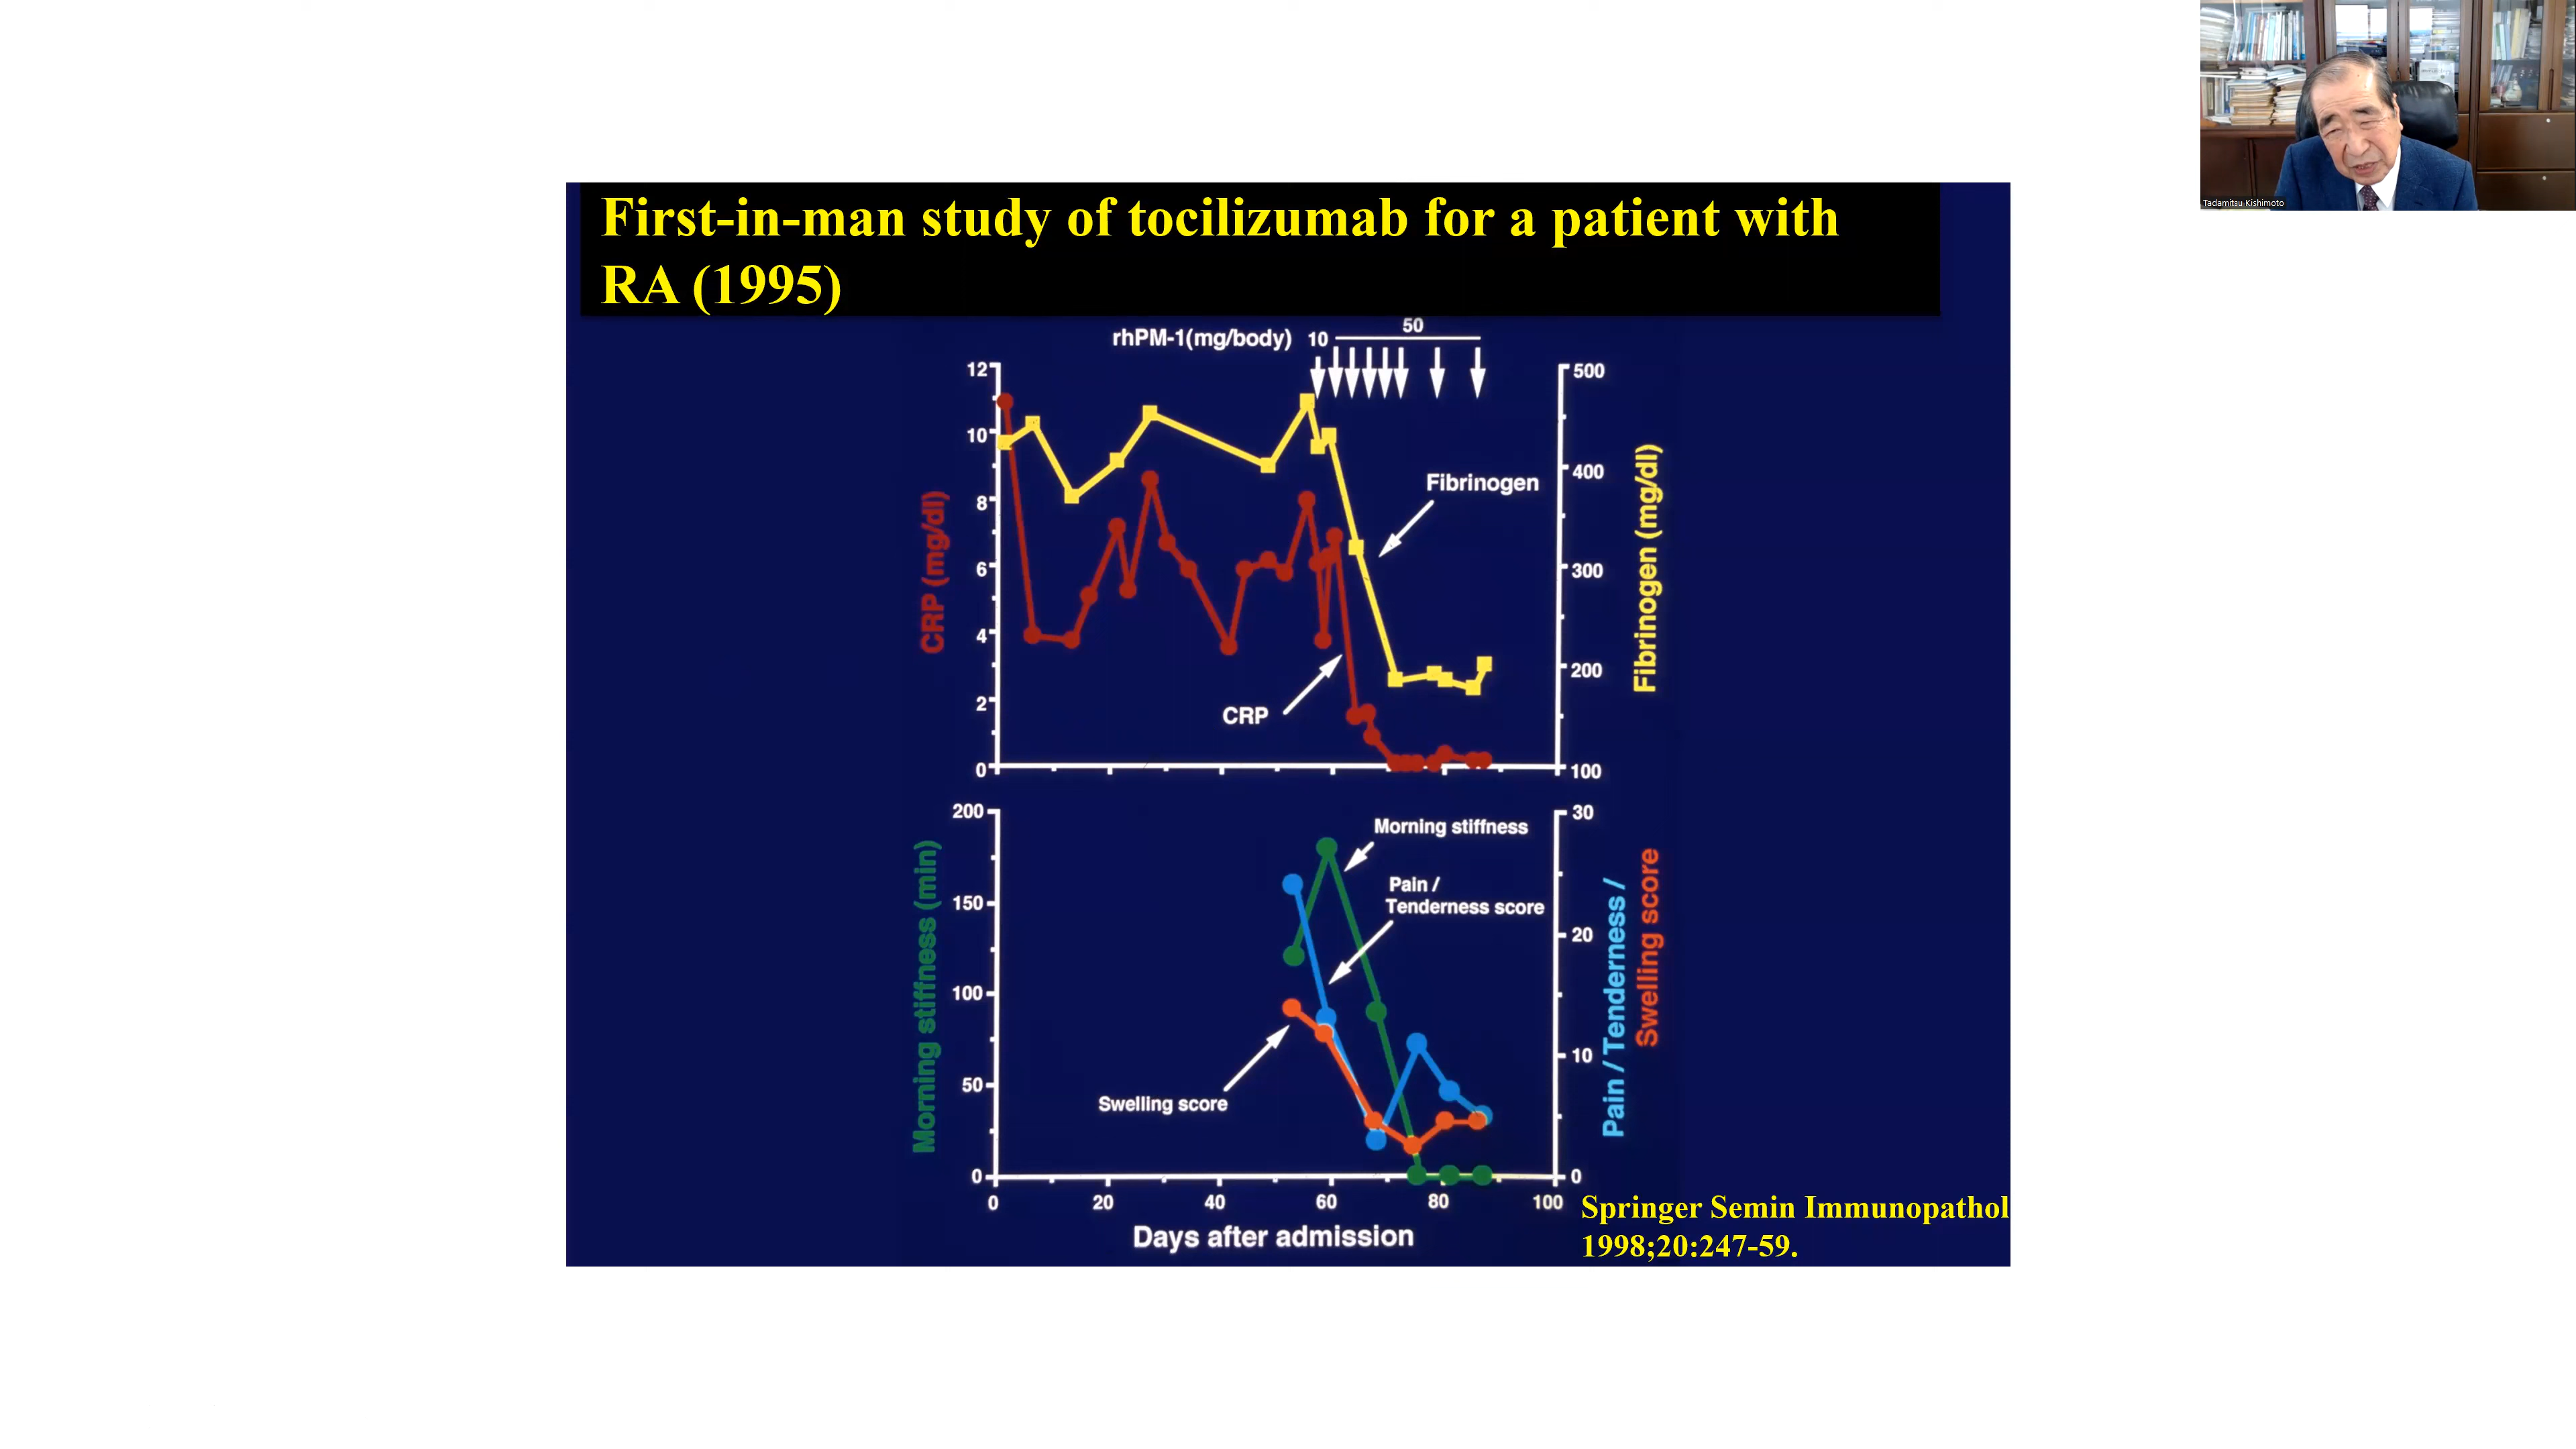 Tadamitsu Kishimoto
First-in-man study of tocilizumab for a patient with
RA (1995)
rhPM-1(mg/body)
10
50
12
10
8
6
4
2
0
CRP (mg/dl)
500
400
300
200
100
Fibrinogen (mg/dl)
Fibrinogen
CRP
200
150
100
50
0
Morning stiffness (min)
30
20
10
0
Pain / Tenderness /
Swelling score
Morning stiffness
Pain /
Tenderness score
Swelling score
0 20 40 60 80 100
Days after admission
Springer Semin Immunopathol
1998;20:247-59.